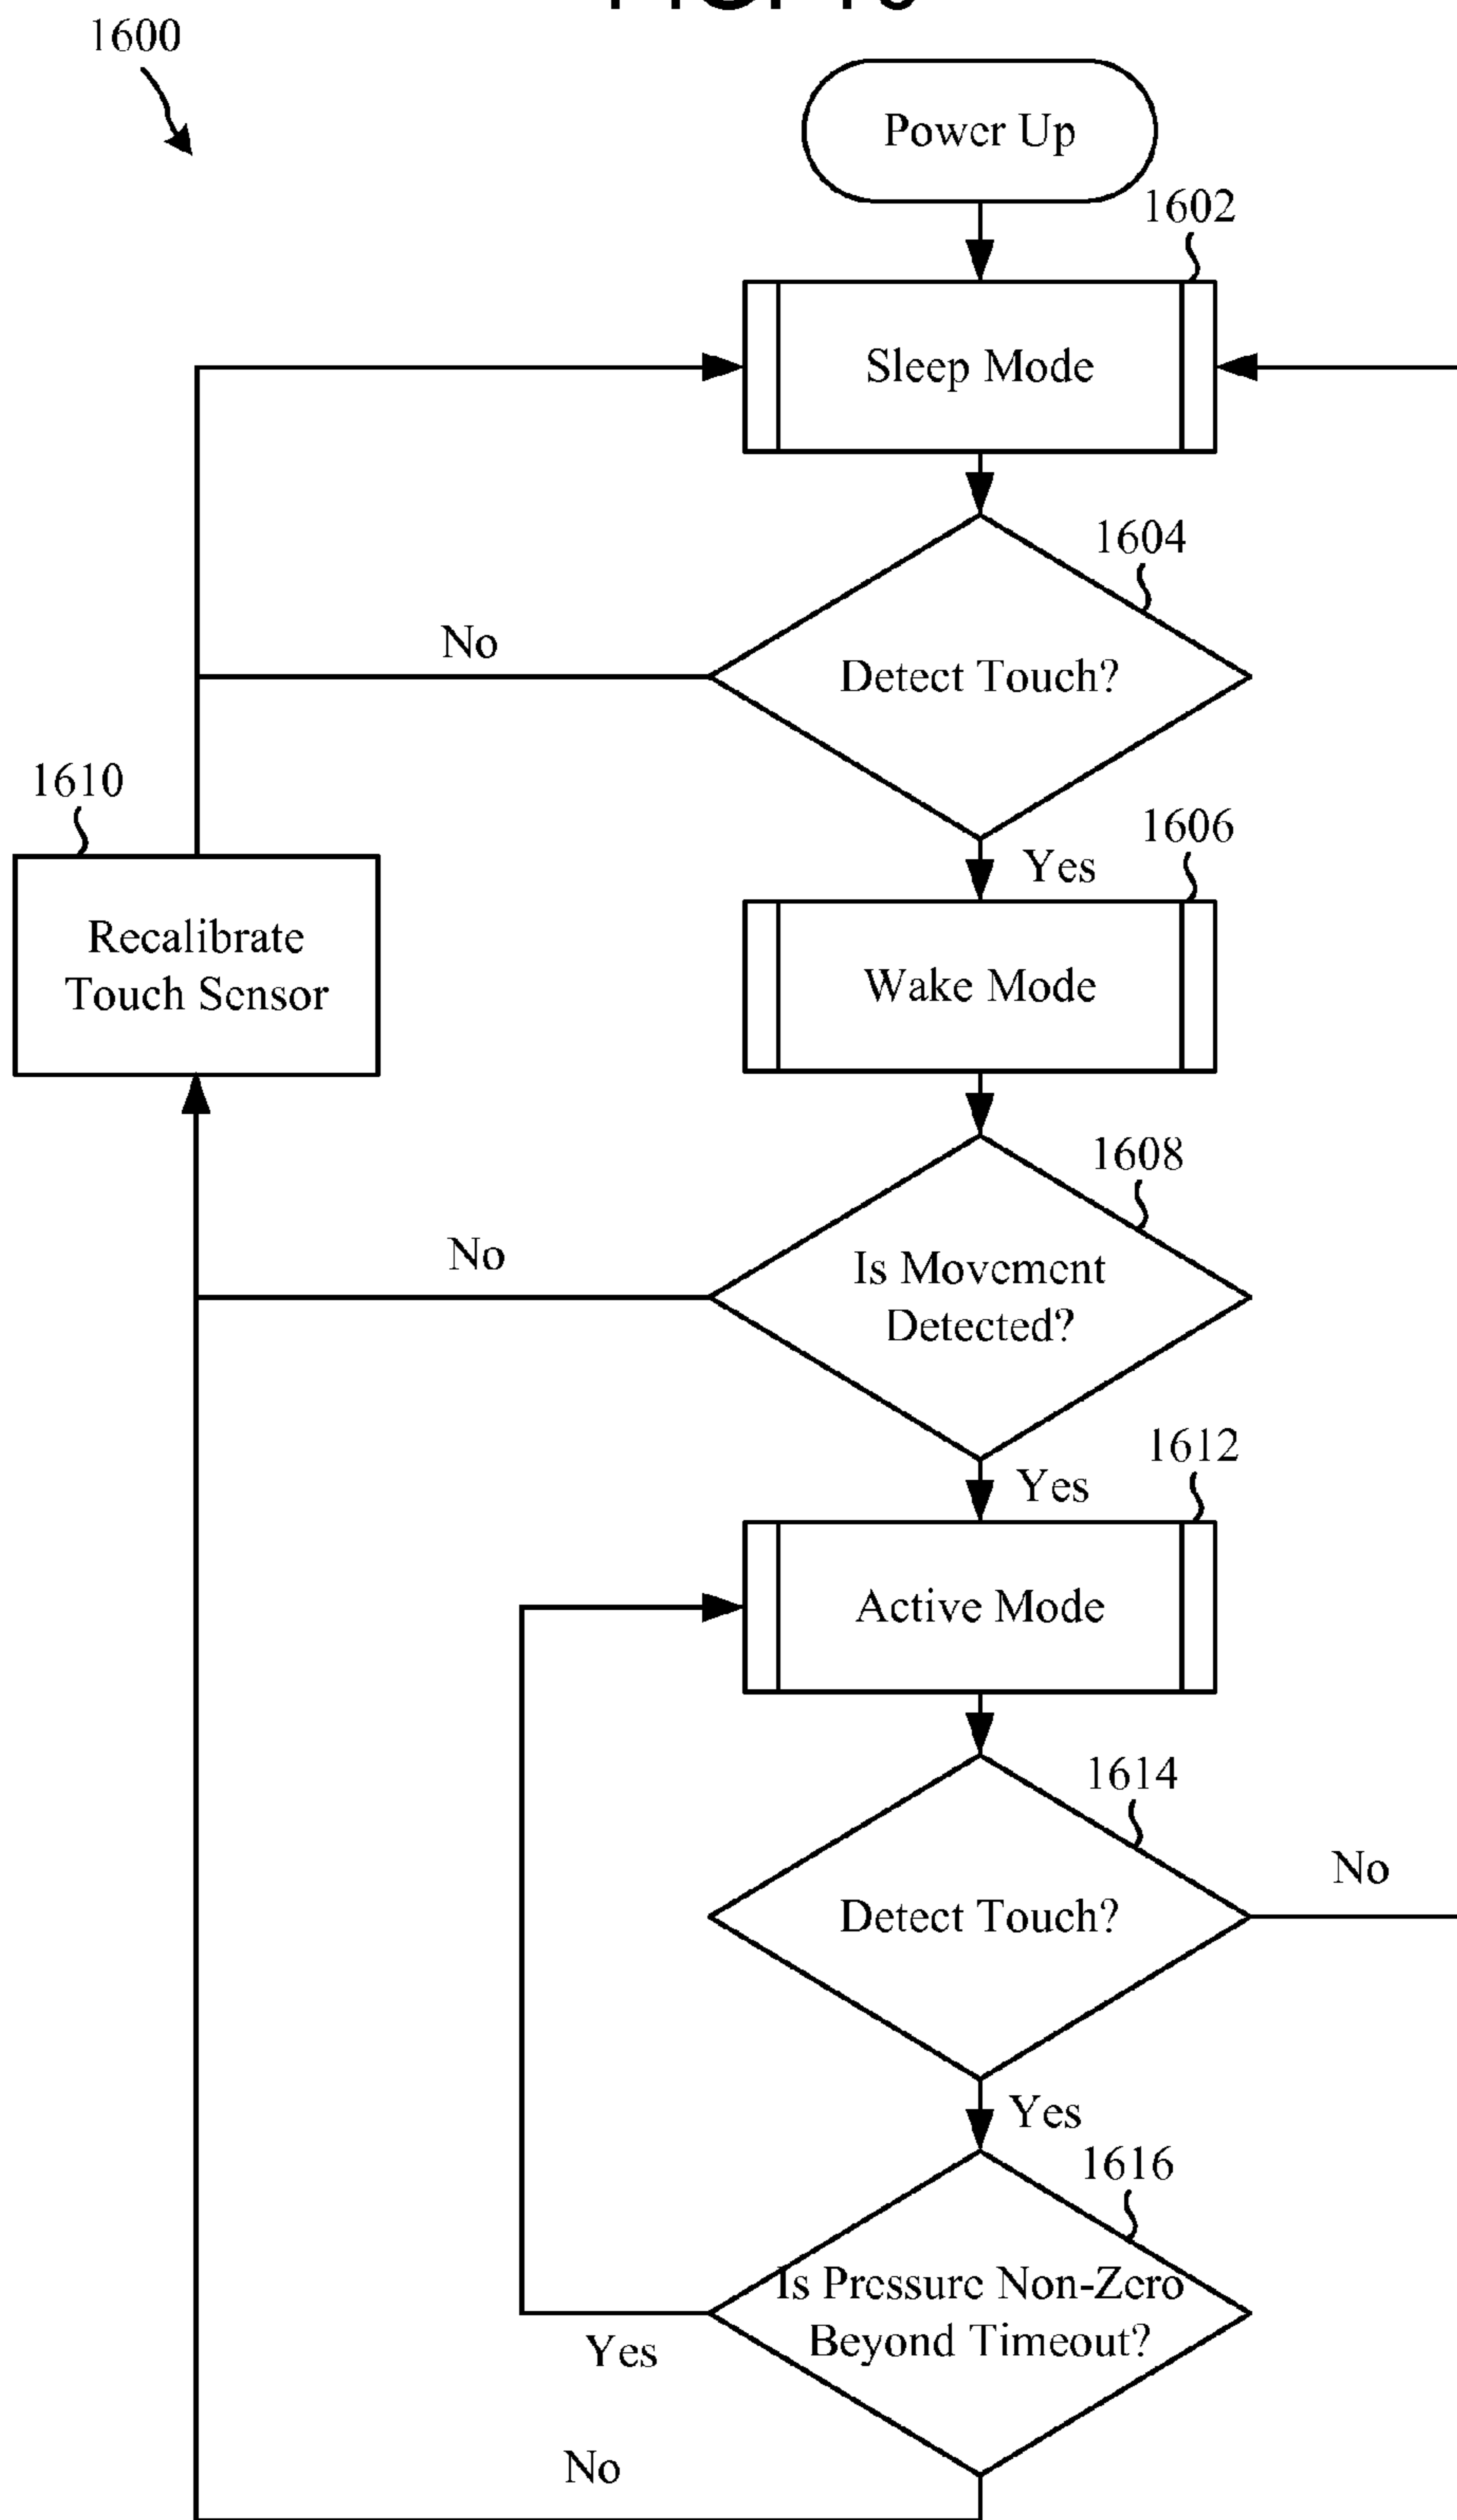 1600
Power Up
1602
Sleep Mode
1604
No
Detect Touch?
1610
1606
Yes
Recalibrate
Touch Sensor
Wake Mode
1608
No
Is Movement
Detected?
1612
Yes
Active Mode
1614
No
Detect Touch?
Yes
1616
Is Pressure Non-Zero
Beyond Timeout?
Yes
No